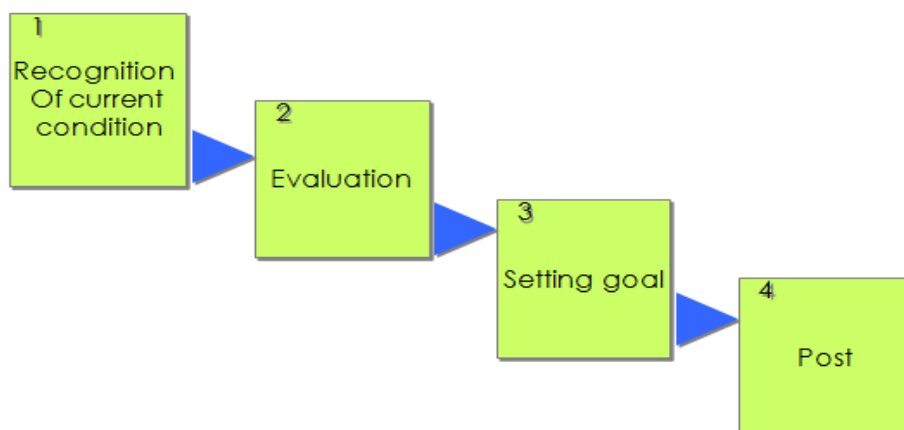 1
Recognition
Of current
condition
2
Evaluation
3
Setting goal
4
Post